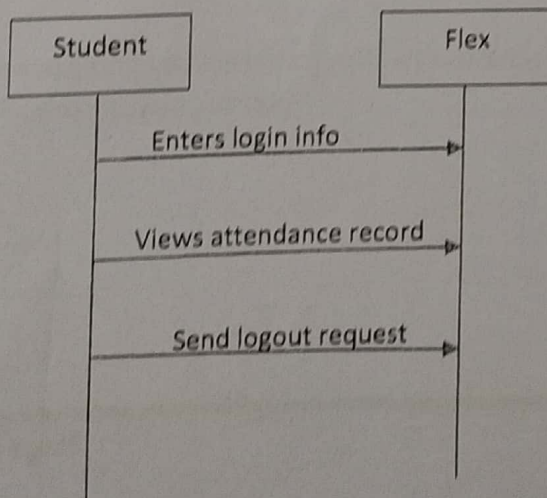 Student
Flex
Enters login info
Views attendance record
Send logout request